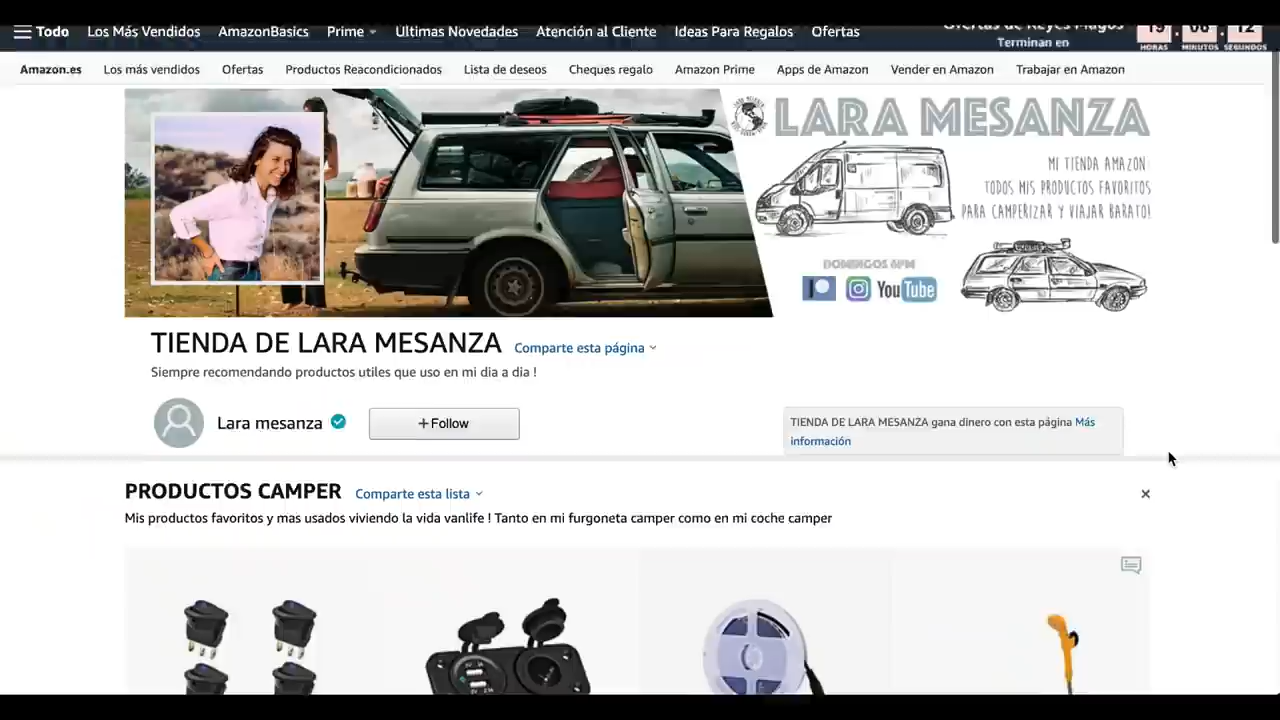 Todo Los Más Vendidos AmazonBasics Prime Últimas Novedades Atención al Cliente Ideas Para Regalos Ofertas
Ofertas de Reyes Magos
Terminan en
HORAS MINUTOS SEGUNDOS
Amazon.es Los más vendidos Ofertas Productos Reacondicionados Lista de deseos Cheques regalo Amazon Prime Apps de Amazon Vender en Amazon Trabajar en Amazon
LARA MESANZA
MI TIENDA AMAZON:
TODOS MIS PRODUCTOS FAVORITOS
PARA CAMPERIZAR Y VIAJAR BARATO!
DOMINGOS 6PM
YouTube
TIENDA DE LARA MESANZA Comparte esta página
Siempre recomendando productos utiles que uso en mi dia a dia !
Lara mesanza
+Follow
TIENDA DE LARA MESANZA gana dinero con esta página Más
información
PRODUCTOS CAMPER Comparte esta lista
Mis productos favoritos y mas usados viviendo la vida vanlife ! Tanto en mi furgoneta camper como en mi coche camper